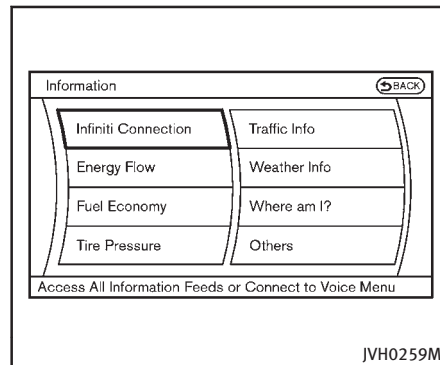 Information
BACK
Infiniti Connection
Traffic Info
Energy Flow
Weather Info
Fuel Economy
Where am I?
Tire Pressure
Others
Access All Information Feeds or Connect to Voice Menu
JVH0259M